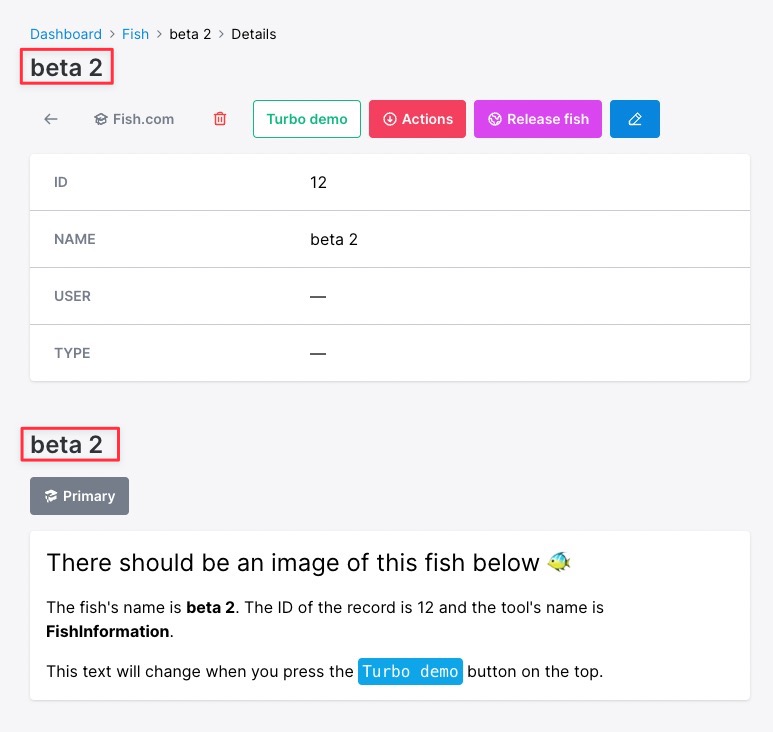 Dashboard > Fish > beta 2 > Details
beta 2
Fish.com Turbo demo Actions Release fish
ID 12
NAME beta 2
USER —
TYPE —
beta 2
Primary
There should be an image of this fish below 🐠
The fish's name is beta 2. The ID of the record is 12 and the tool's name is
FishInformation.
This text will change when you press the Turbo demo button on the top.